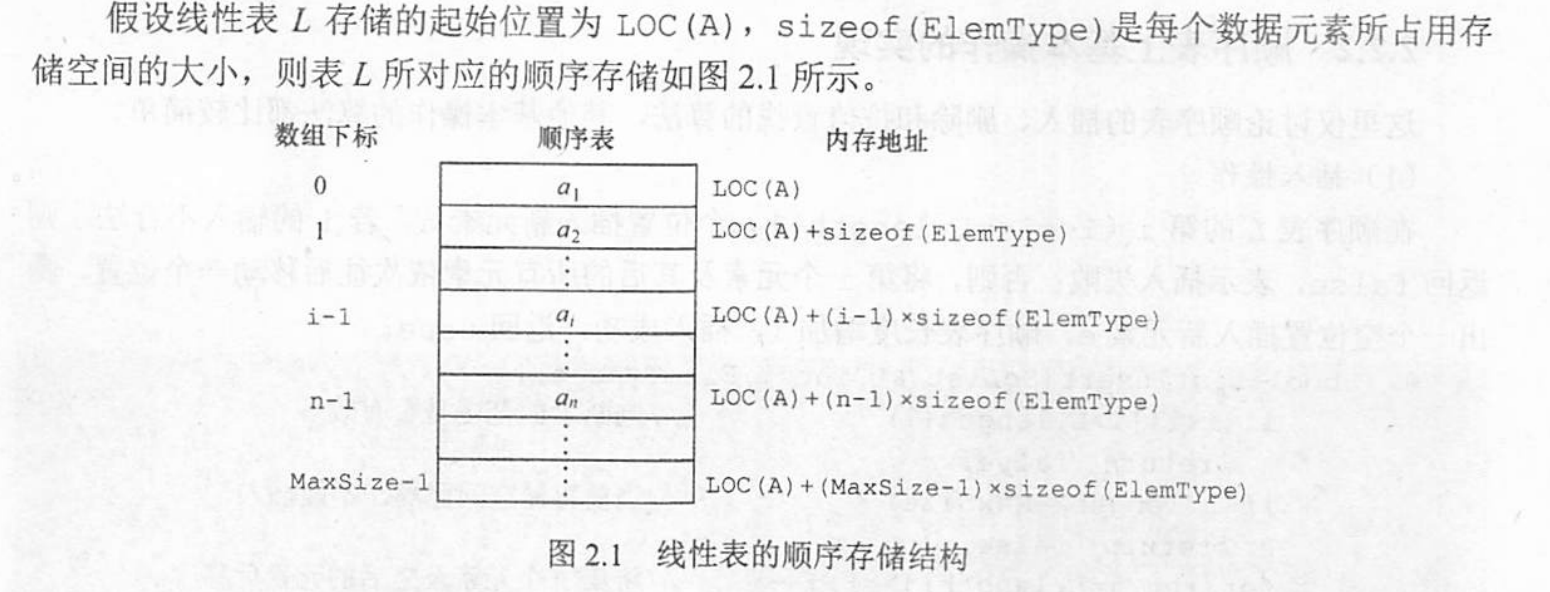 假设线性表 L 存储的起始位置为 LOC(A)，sizeof(ElemType)是每个数据元素所占用存
储空间的大小，则表 L 所对应的顺序存储如图 2.1 所示。
数组下标 顺序表 内存地址
0 a₁ LOC(A)
1 a₂ LOC(A)+sizeof(ElemType)
⋮
i-1 aᵢ LOC(A)+(i-1)×sizeof(ElemType)
⋮
n-1 aₙ LOC(A)+(n-1)×sizeof(ElemType)
⋮
MaxSize-1 ⋮ LOC(A)+(MaxSize-1)×sizeof(ElemType)
图 2.1 线性表的顺序存储结构